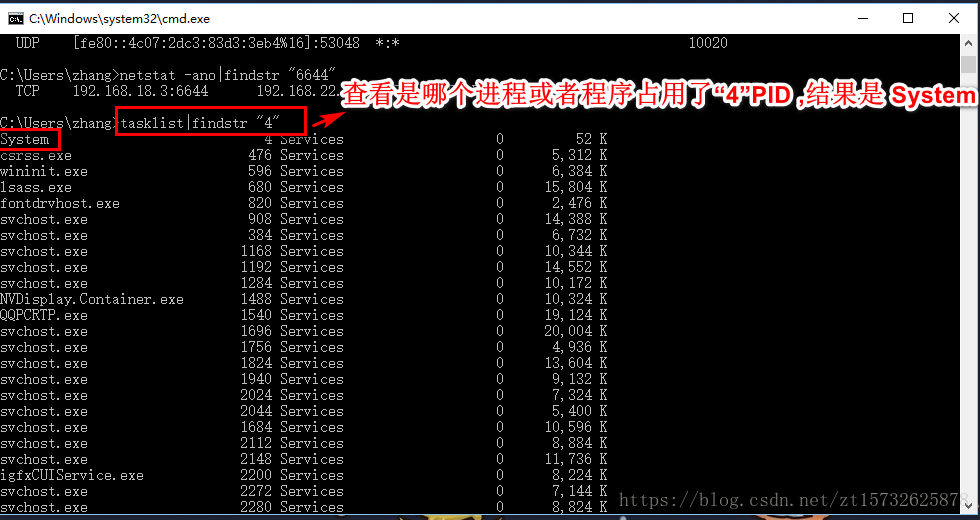 C:\Windows\system32\cmd.exe
UDP [fe80::4c07:2dc3:83d3:3eb4%16]:53048 *:* 10020
C:\Users\zhang>netstat -ano|findstr "6644"
TCP 192.168.18.3:6644 192.168.22.
查看是哪个进程或者程序占用了“4”PID ,结果是 System
C:\Users\zhang>tasklist|findstr "4"
System 4 Services 0 52 K
csrss.exe 476 Services 0 5,312 K
wininit.exe 596 Services 0 6,384 K
lsass.exe 680 Services 0 15,804 K
fontdrvhost.exe 820 Services 0 2,476 K
svchost.exe 908 Services 0 14,388 K
svchost.exe 384 Services 0 6,732 K
svchost.exe 1168 Services 0 10,344 K
svchost.exe 1192 Services 0 14,552 K
svchost.exe 1284 Services 0 10,172 K
NVDisplay.Container.exe 1488 Services 0 10,324 K
QQPCRTP.exe 1540 Services 0 19,124 K
svchost.exe 1696 Services 0 20,004 K
svchost.exe 1756 Services 0 4,936 K
svchost.exe 1824 Services 0 13,604 K
svchost.exe 1940 Services 0 9,132 K
svchost.exe 2024 Services 0 7,324 K
svchost.exe 2044 Services 0 5,400 K
svchost.exe 1684 Services 0 10,596 K
svchost.exe 2112 Services 0 8,884 K
svchost.exe 2148 Services 0 11,736 K
igfxCUIService.exe 2200 Services 0 8,224 K
svchost.exe 2272 Services 0 7,144 K
svchost.exe 2280 Services 0 8,824 K
https://blog.csdn.net/zt15732625878